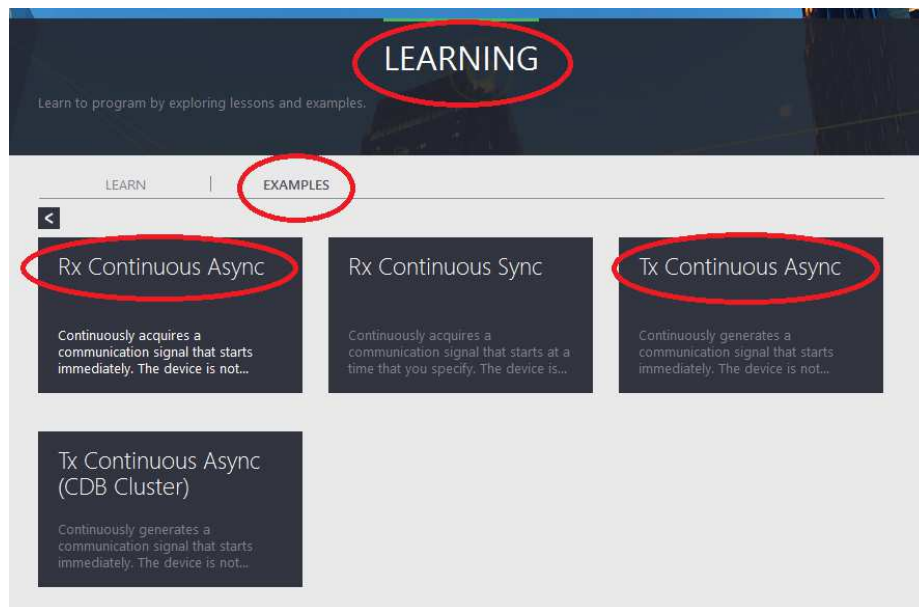 LEARNING
Learn to program by exploring lessons and examples.
LEARN | EXAMPLES
<
Rx Continuous Async
Continuously acquires a
communication signal that starts
immediately. The device is not...
Rx Continuous Sync
Continuously acquires a
communication signal that starts at a
time that you specify. The device is...
Tx Continuous Async
Continuously generates a
communication signal that starts
immediately. The device is not...
Tx Continuous Async
(CDB Cluster)
Continuously generates a
communication signal that starts
immediately. The device is not...